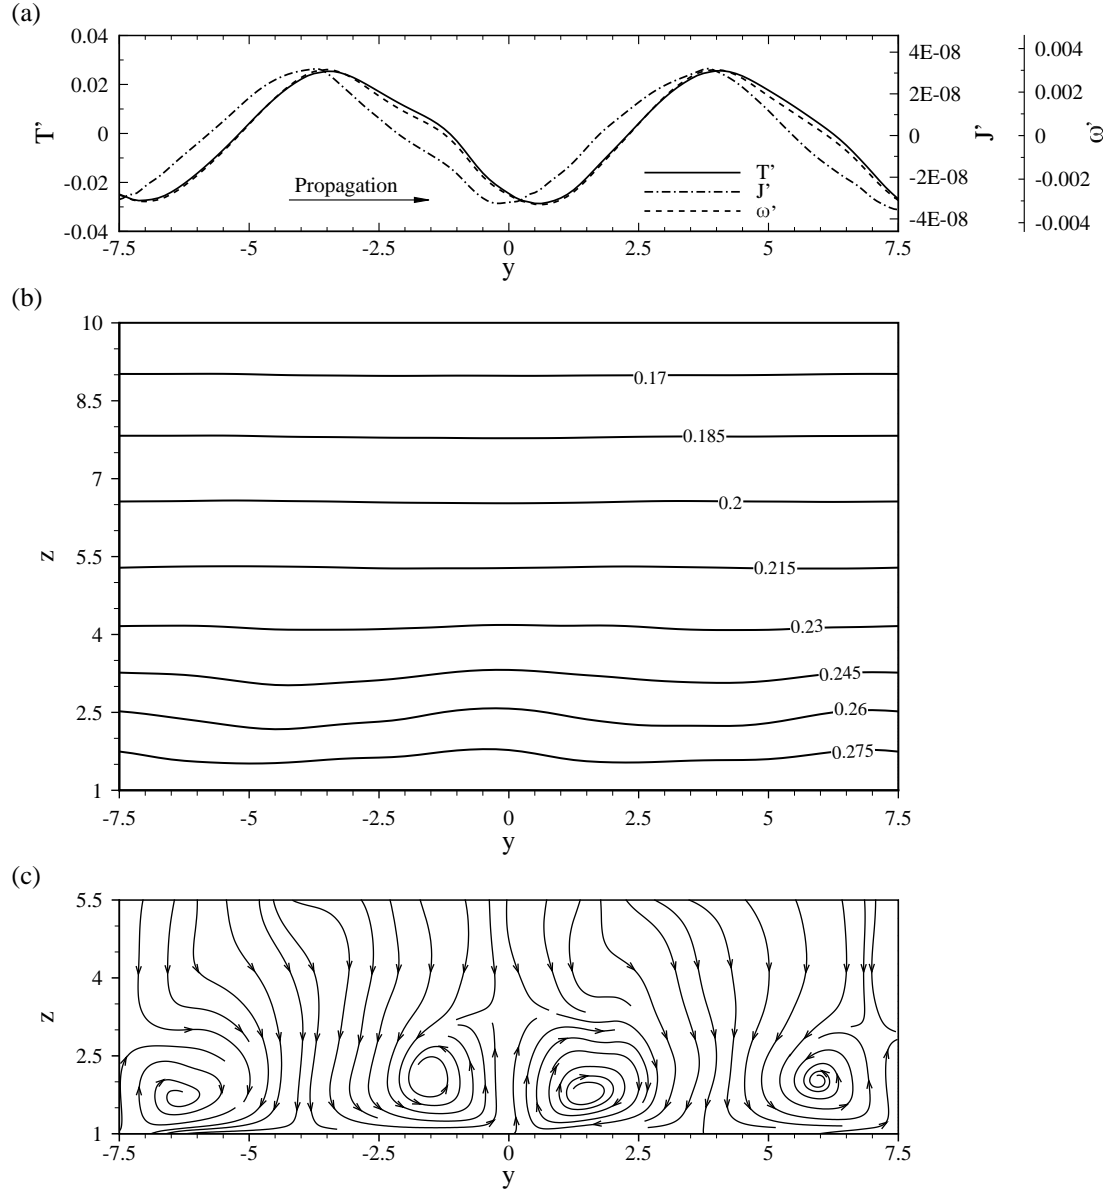 (a)
0.04
0.02
0
-0.02
-0.04
T'
4E-08
2E-08
0
-2E-08
-4E-08
J'
0.004
0.002
0
-0.002
-0.004
ω'
Propagation
T'
J'
ω'
-7.5 -5 -2.5 0 2.5 5 7.5
y
(b)
10
8.5
7
5.5
4
2.5
1
z
0.17
0.185
0.2
0.215
0.23
0.245
0.26
0.275
-7.5 -5 -2.5 0 2.5 5 7.5
y
(c)
5.5
4
2.5
1
z
-7.5 -5 -2.5 0 2.5 5 7.5
y